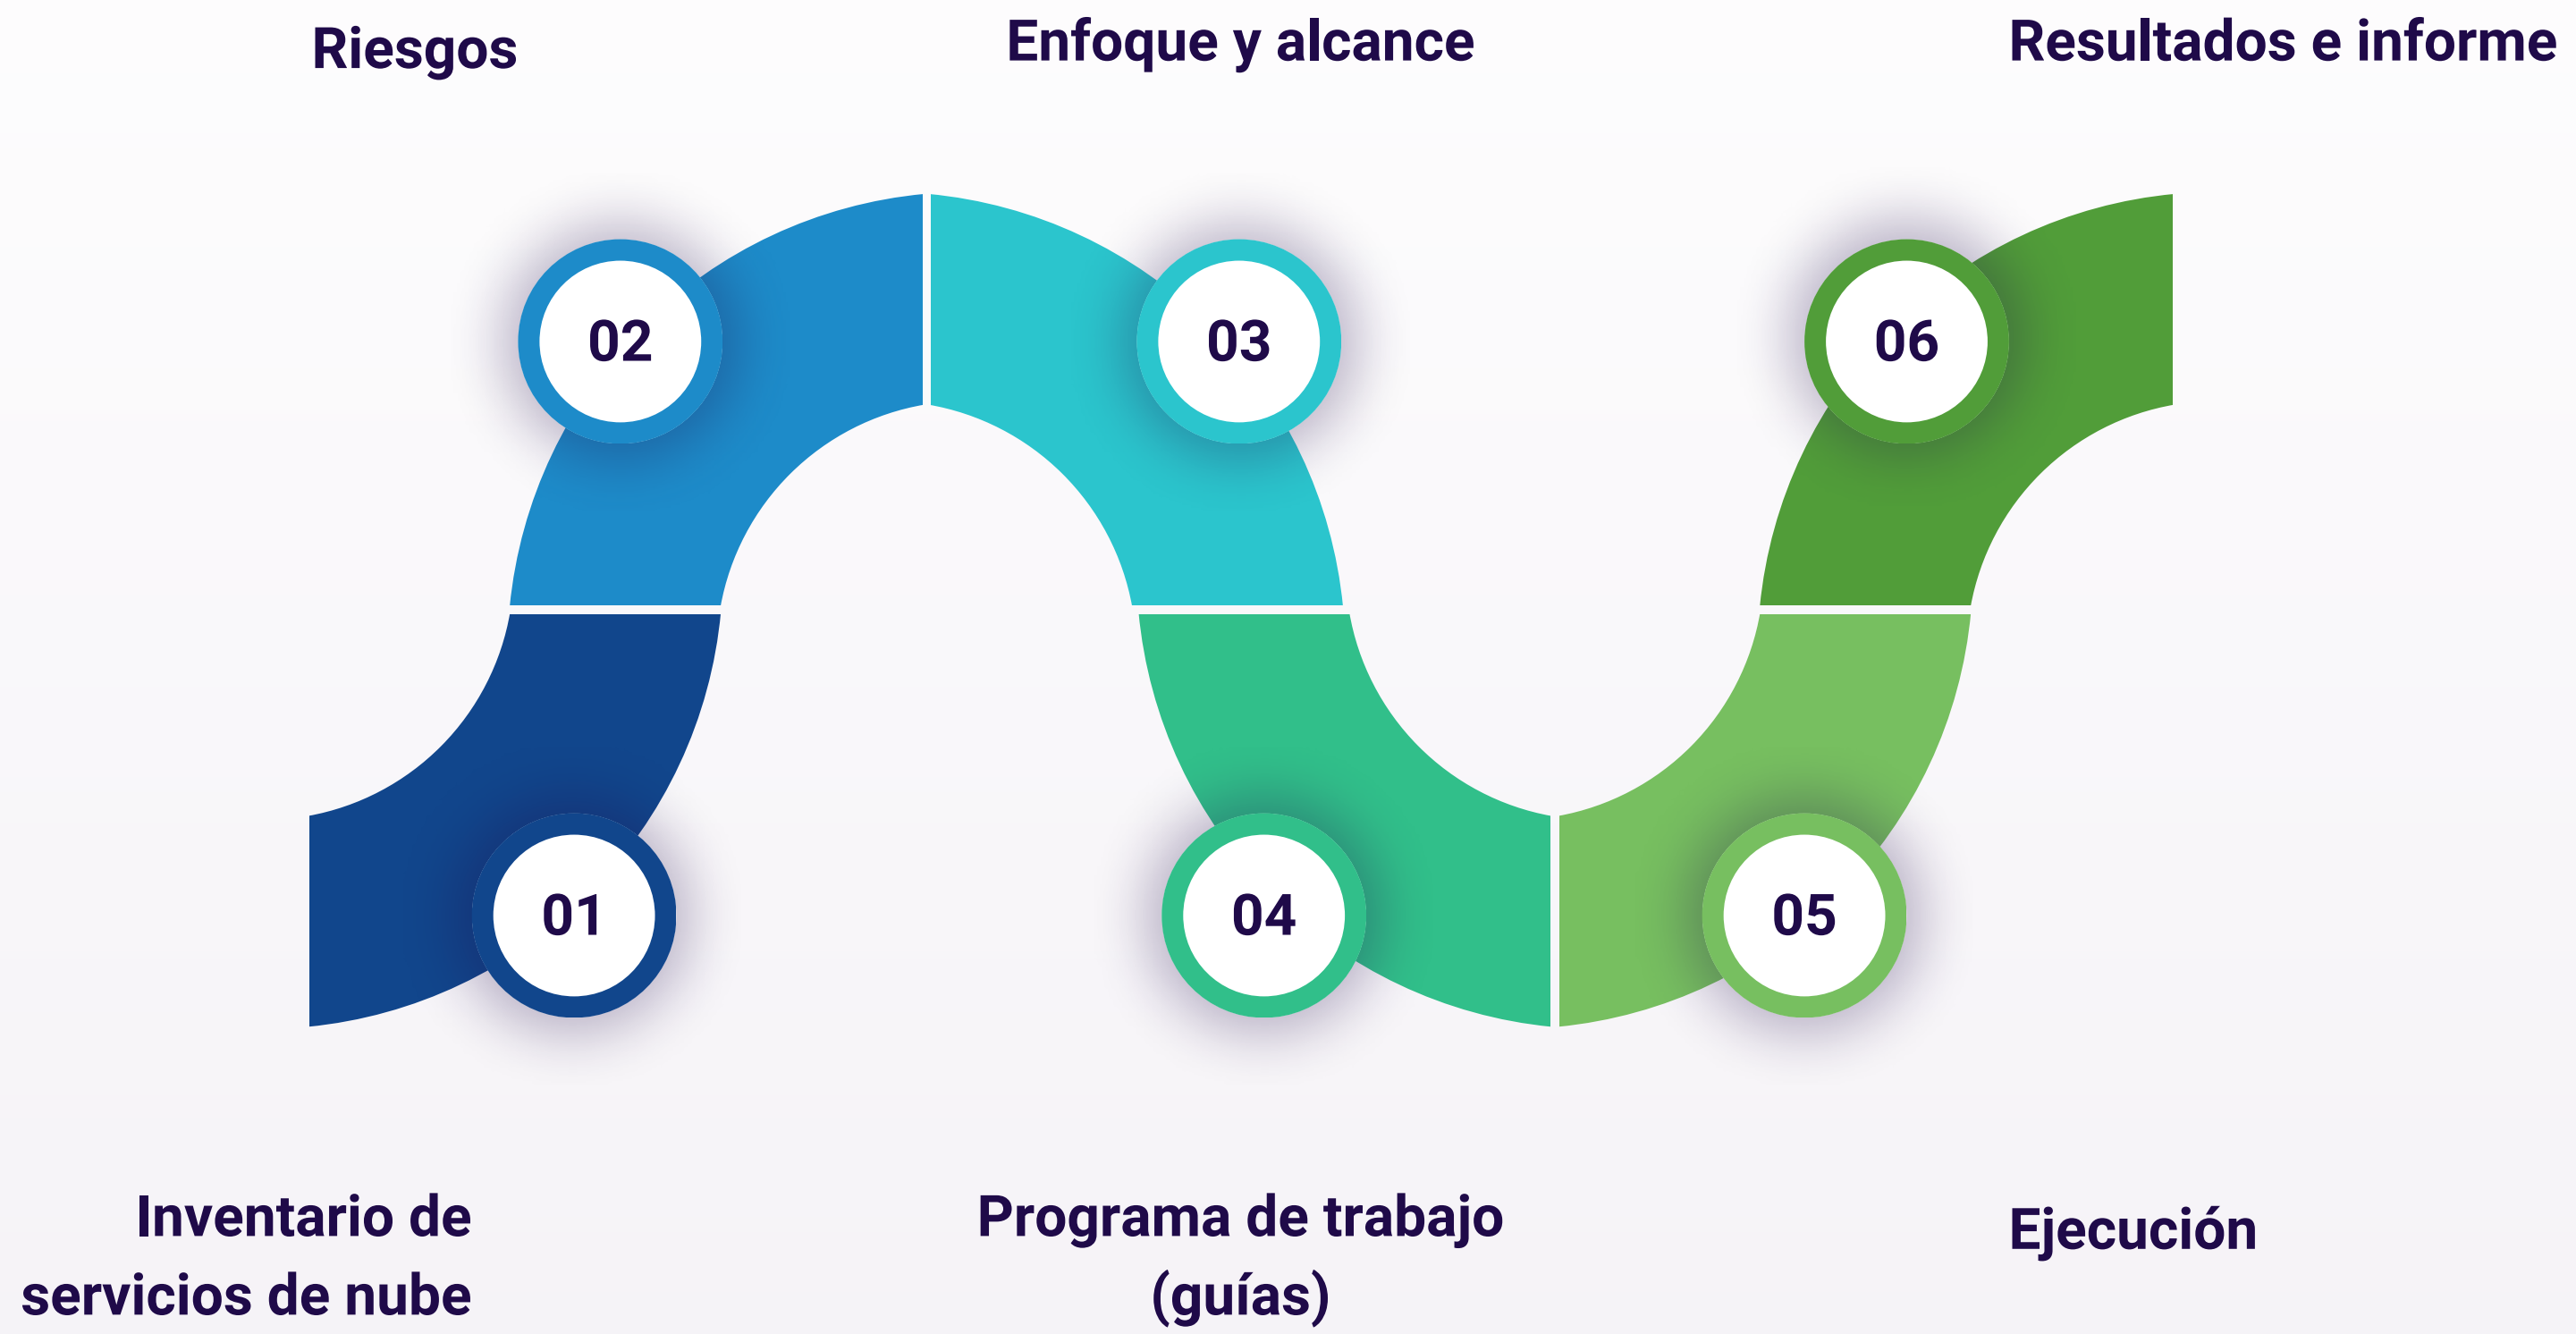 Riesgos
Enfoque y alcance
Resultados e informe
02
03
06
01
04
05
Inventario de
servicios de nube
Programa de trabajo
(guías)
Ejecución